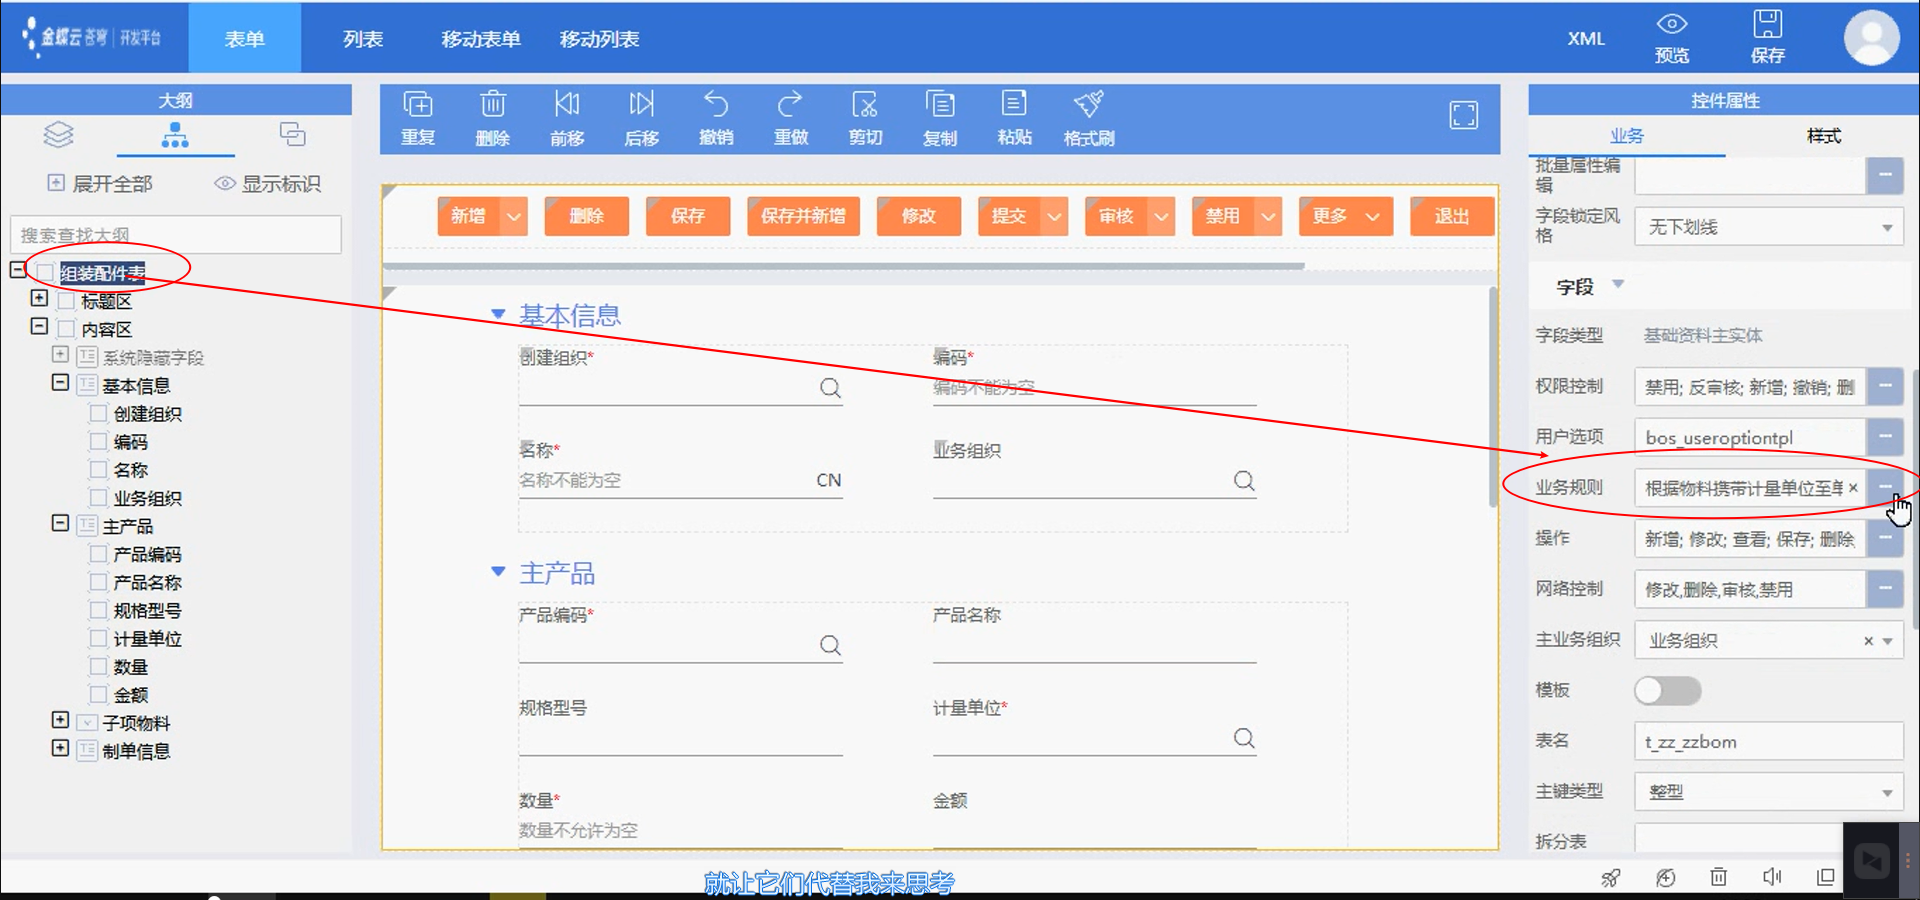 金蝶云 苍穹 | 开发平台
表单
列表
移动表单
移动列表
XML
预览
保存
大纲
展开全部
显示标识
搜索查找大纲
组装配件表
标题区
内容区
系统隐藏字段
基本信息
创建组织
编码
名称
业务组织
主产品
产品编码
产品名称
规格型号
计量单位
数量
金额
子项物料
制单信息
重复
删除
前移
后移
撤销
重做
剪切
复制
粘贴
格式刷
新增
删除
保存
保存并新增
修改
提交
审核
禁用
更多
退出
基本信息
创建组织*
编码*
编码不能为空
名称*
名称不能为空
CN
业务组织
主产品
产品编码*
产品名称
规格型号
计量单位*
数量*
数量不允许为空
金额
控件属性
业务
样式
批量属性编辑
字段锁定风格
无下划线
字段
字段类型
基础资料主实体
权限控制
禁用; 反审核; 新增; 撤销; 删
用户选项
bos_useroptiontpl
业务规则
根据物料携带计量单位至单
操作
新增; 修改; 查看; 保存; 删除
网络控制
修改,删除,审核,禁用
主业务组织
业务组织
模板
表名
t_zz_zzbom
主键类型
整型
拆分表
就让它们代替我来思考